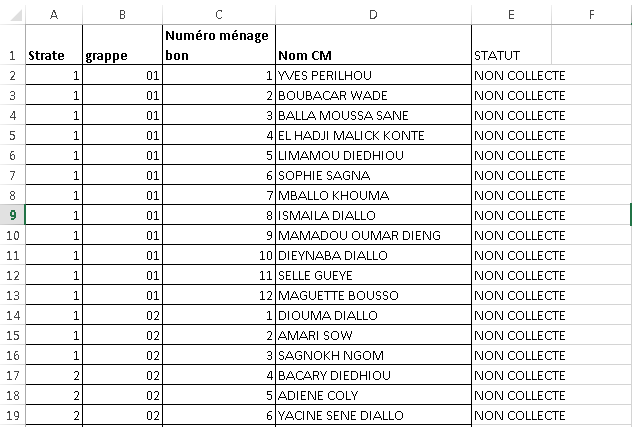 A B C D E F
1 Strate grappe Numéro ménage bon Nom CM STATUT
2 1 01 1 YVES PERILHOU NON COLLECTE
3 1 01 2 BOUBACAR WADE NON COLLECTE
4 1 01 3 BALLA MOUSSA SANE NON COLLECTE
5 1 01 4 EL HADJI MALICK KONTE NON COLLECTE
6 1 01 5 LIMAMOU DIEDHIOU NON COLLECTE
7 1 01 6 SOPHIE SAGNA NON COLLECTE
8 1 01 7 MBALLO KHOUMA NON COLLECTE
9 1 01 8 ISMAILA DIALLO NON COLLECTE
10 1 01 9 MAMADOU OUMAR DIENG NON COLLECTE
11 1 01 10 DIEYNABA DIALLO NON COLLECTE
12 1 01 11 SELLE GUEYE NON COLLECTE
13 1 01 12 MAGUETTE BOUSSO NON COLLECTE
14 1 02 1 DIOUMA DIALLO NON COLLECTE
15 1 02 2 AMARI SOW NON COLLECTE
16 1 02 3 SAGNOKH NGOM NON COLLECTE
17 2 02 4 BACARY DIEDHIOU NON COLLECTE
18 2 02 5 ADIENE COLY NON COLLECTE
19 2 02 6 YACINE SENE DIALLO NON COLLECTE